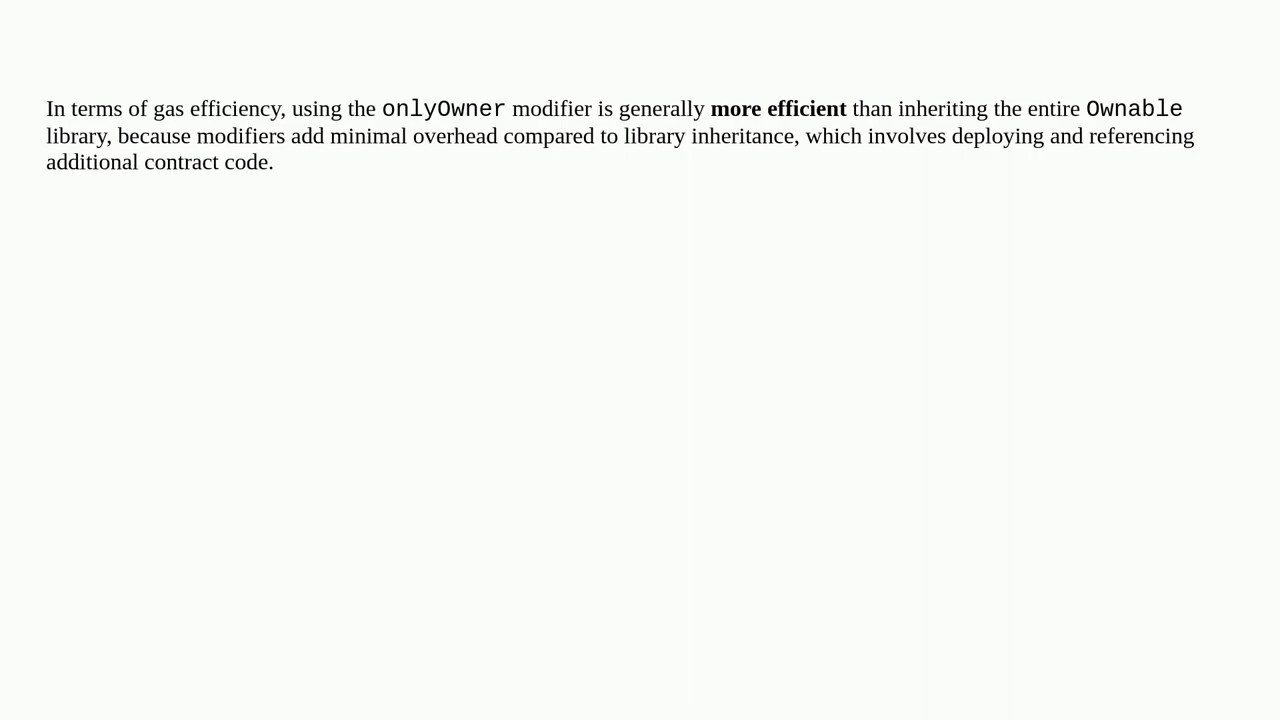 In terms of gas efficiency, using the onlyOwner modifier is generally more efficient than inheriting the entire Ownable
library, because modifiers add minimal overhead compared to library inheritance, which involves deploying and referencing
additional contract code.